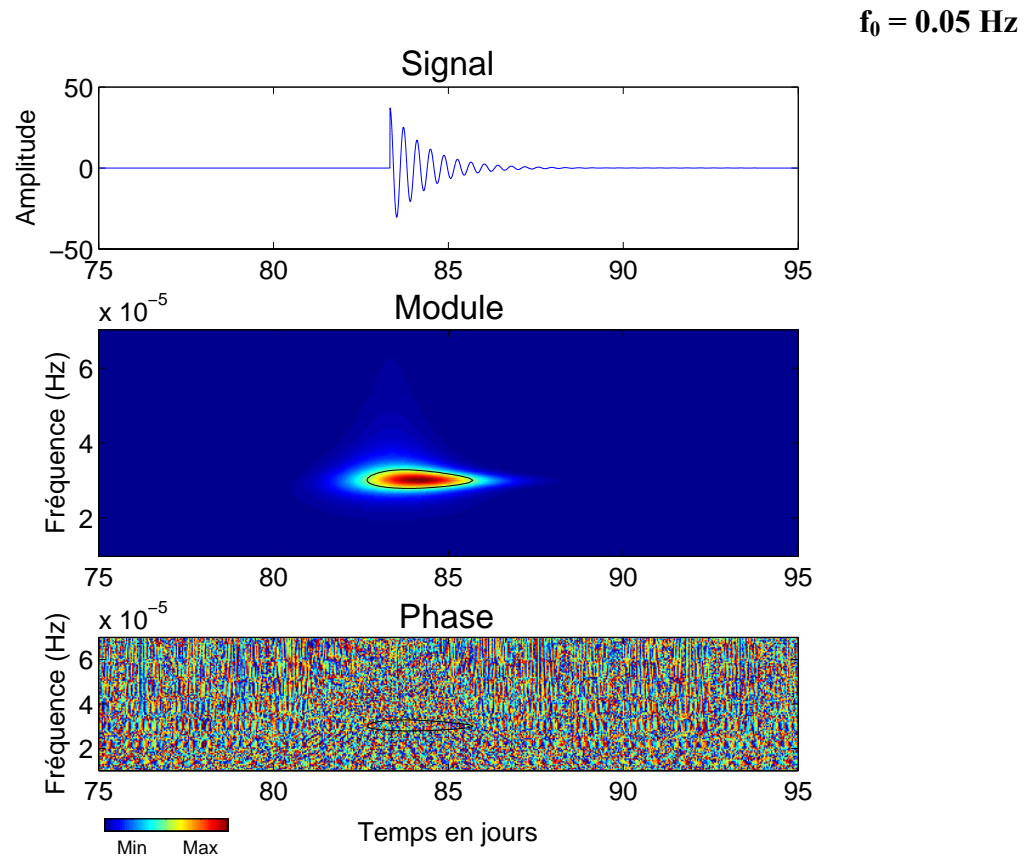 f₀ = 0.05 Hz
Signal
Amplitude
50
0
−50
75 80 85 90 95
x 10⁻⁵
Module
Fréquence (Hz)
6
4
2
75 80 85 90 95
x 10⁻⁵
Phase
Fréquence (Hz)
6
4
2
75 80 85 90 95
Temps en jours
Min Max